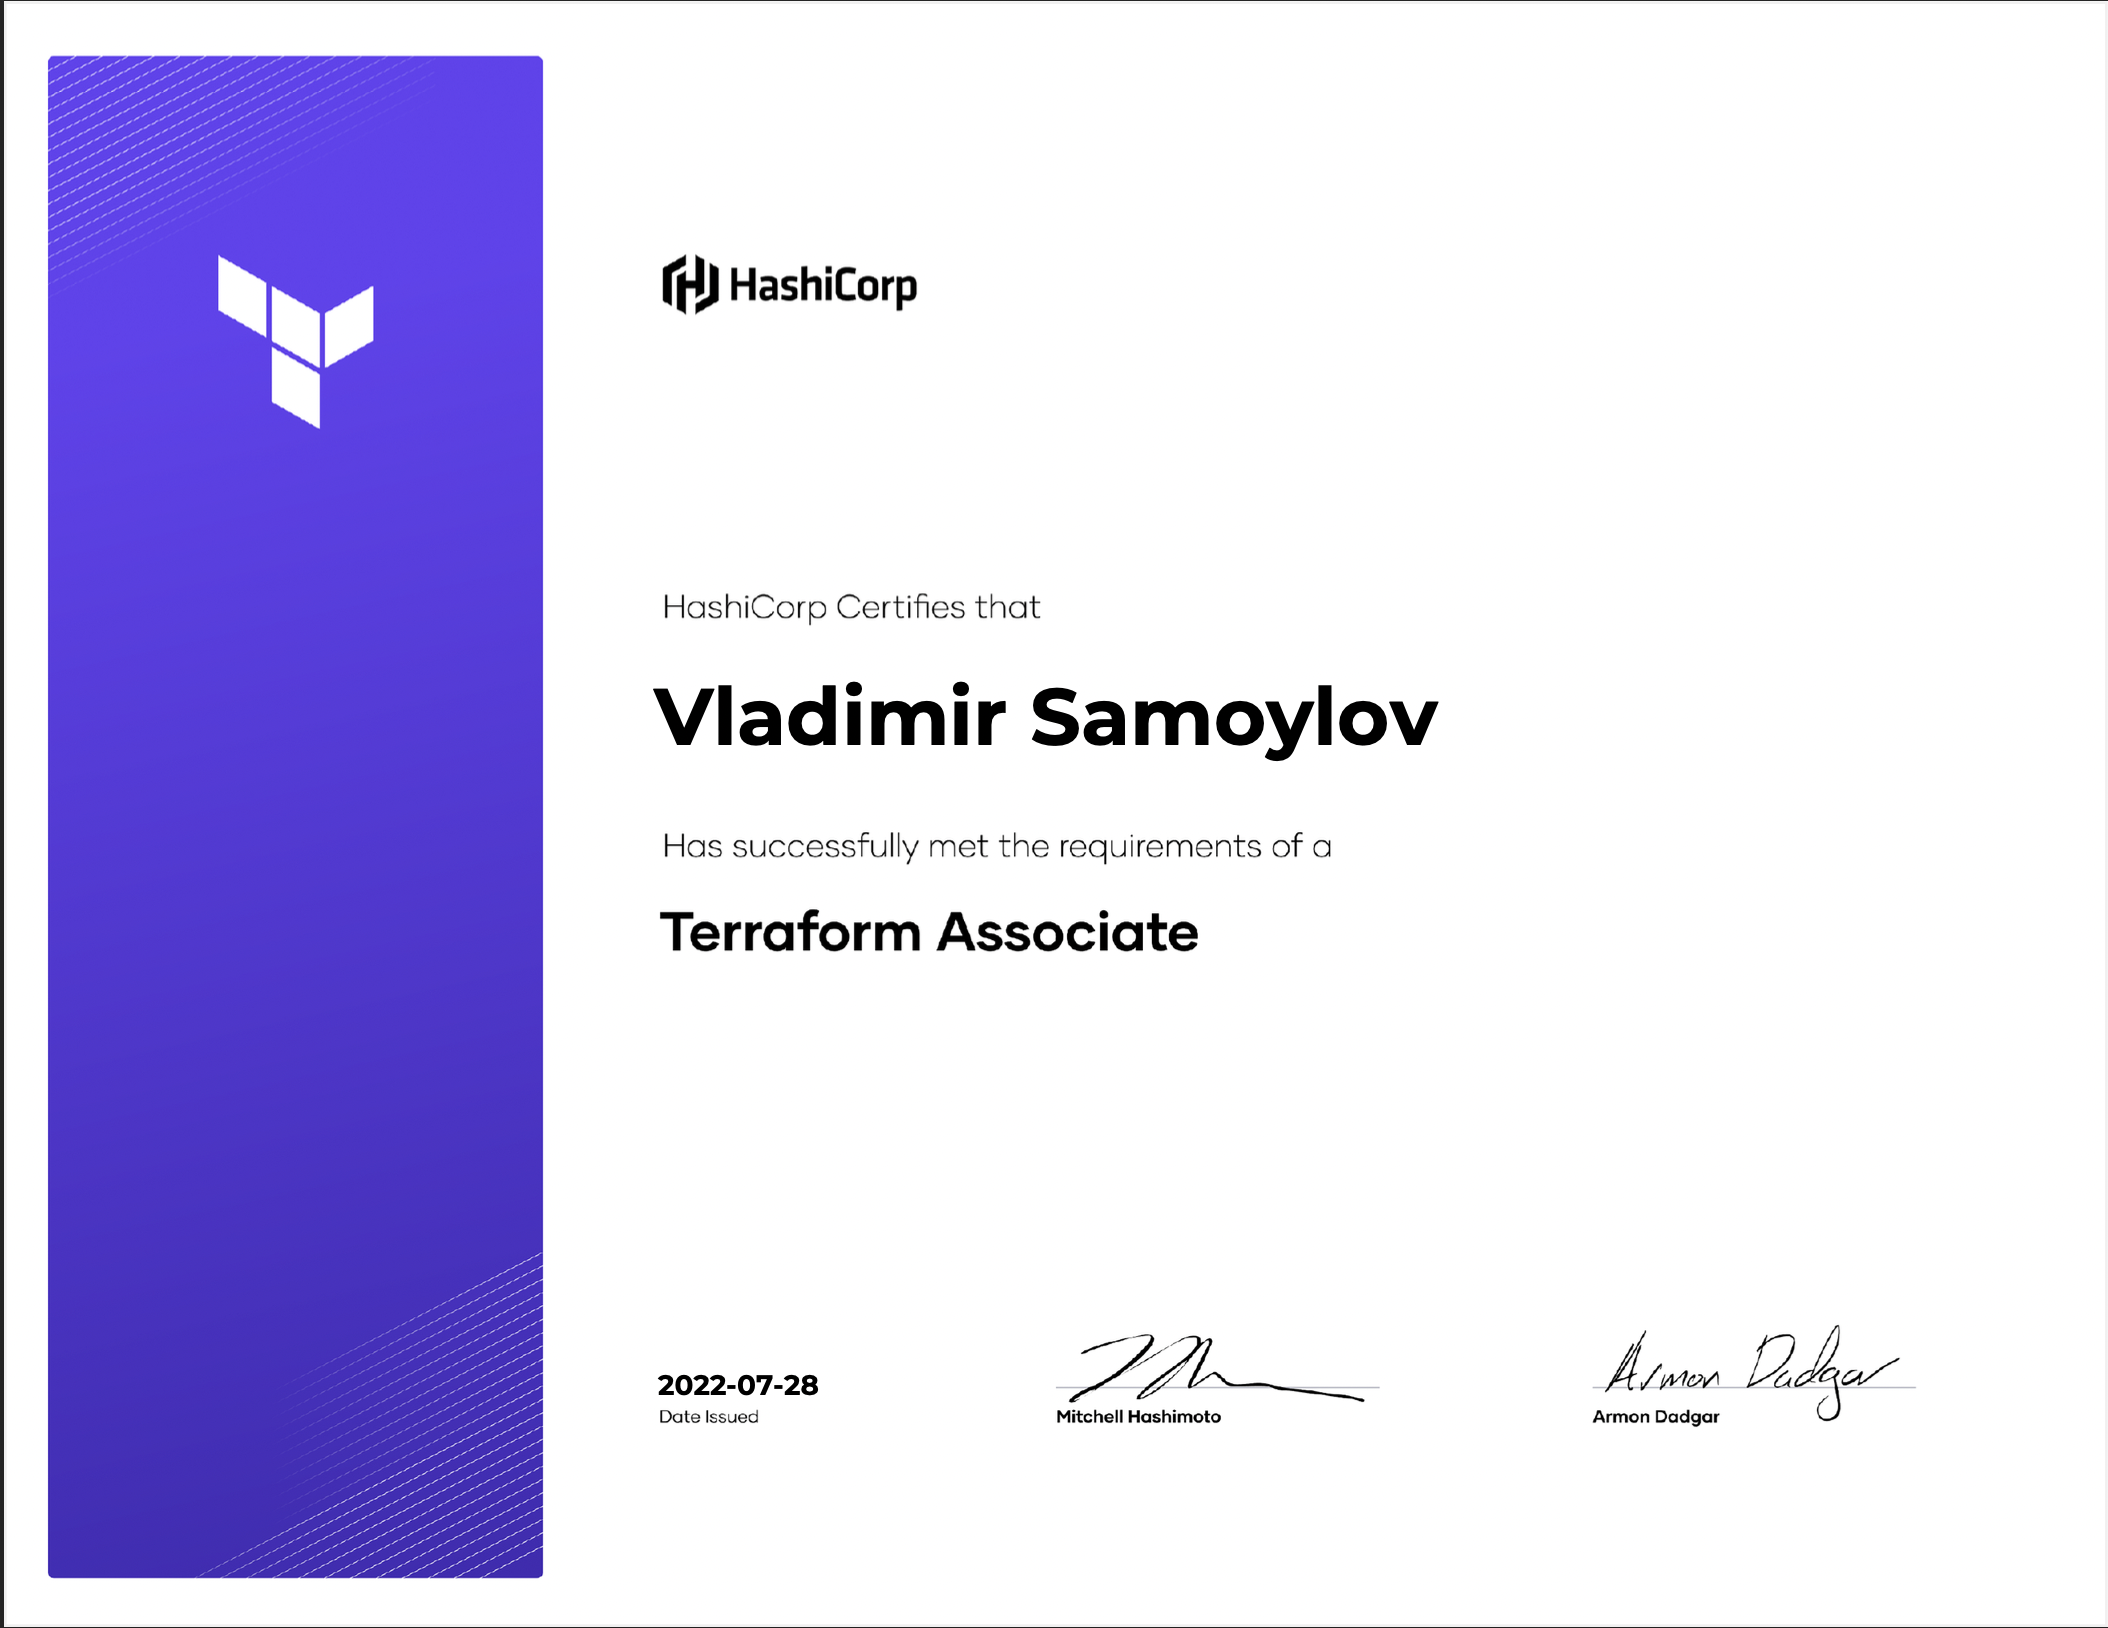 HashiCorp
HashiCorp Certifies that
Vladimir Samoylov
Has successfully met the requirements of a
Terraform Associate
2022-07-28
Date Issued
Mitchell Hashimoto
Armon Dadgar
Armon Dadgar